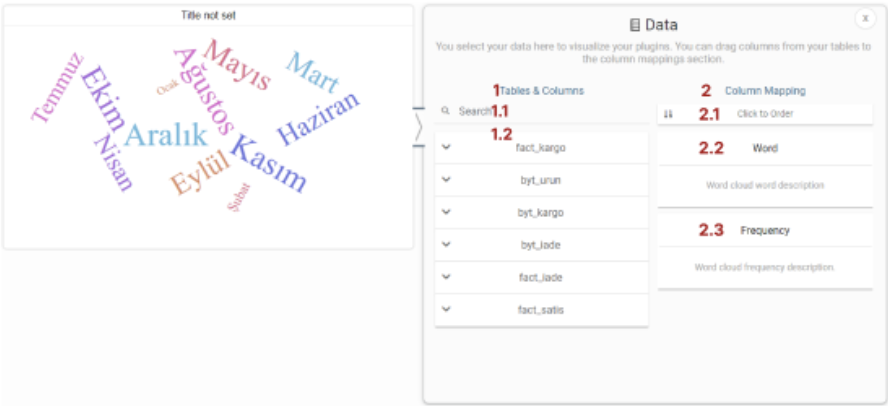 Title not set
Temmuz
Ekim
Nisan
Ocak
Ağustos
Mayıs
Mart
Aralık
Haziran
Eylül
Kasım
Şubat
Data
x
You select your data here to visualize your plugins. You can drag columns from your tables to
the column mappings section.
1 Tables & Columns
Search 1.1
1.2
fact_kargo
byt_urun
byt_kargo
byt_iade
fact_iade
fact_satis
2 Column Mapping
2.1 Click to Order
2.2 Word
Word cloud word description
2.3 Frequency
Word cloud frequency description.